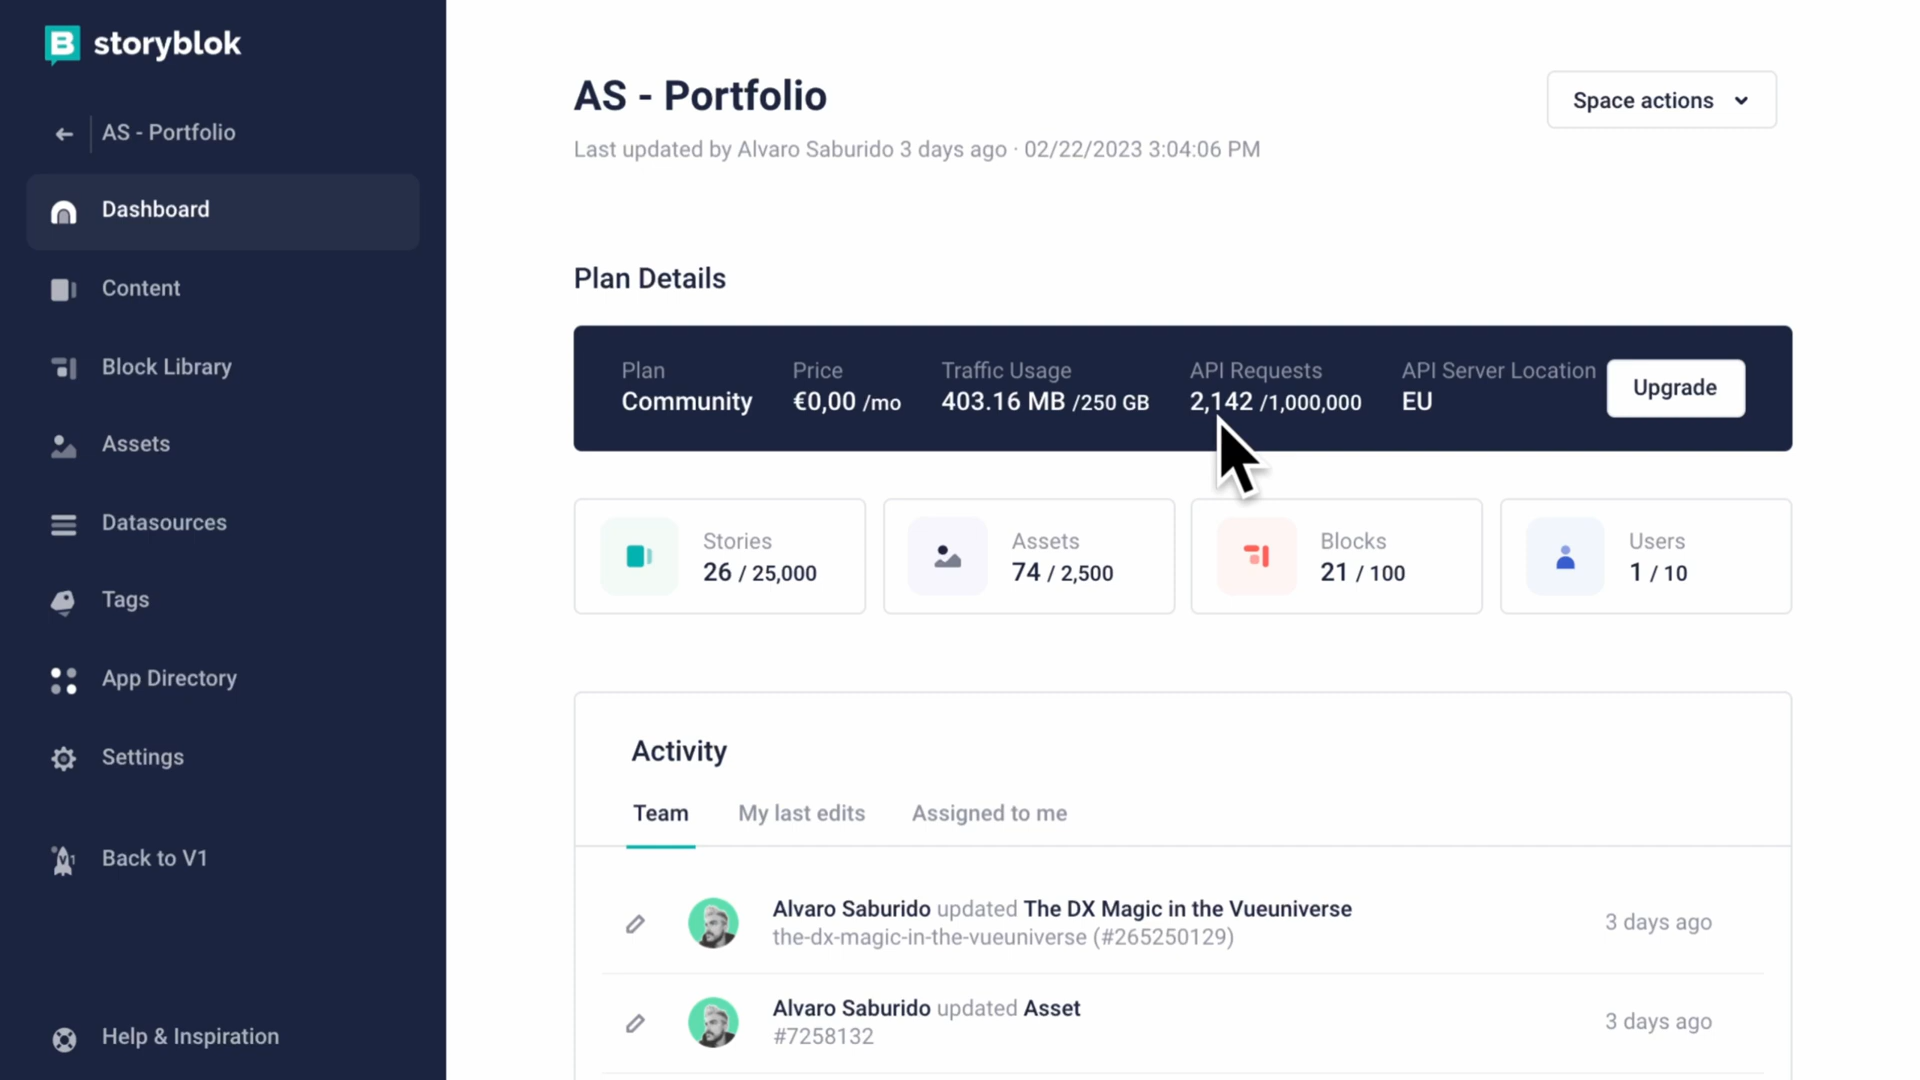 storyblok
AS - Portfolio
Dashboard
Content
Block Library
Assets
Datasources
Tags
App Directory
Settings
Back to V1
Help & Inspiration
AS - Portfolio
Last updated by Alvaro Saburido 3 days ago · 02/22/2023 3:04:06 PM
Space actions
Plan Details
Plan
Community
Price
€0,00 /mo
Traffic Usage
403.16 MB /250 GB
API Requests
2,142 /1,000,000
API Server Location
EU
Upgrade
Stories
26 / 25,000
Assets
74 / 2,500
Blocks
21 / 100
Users
1 / 10
Activity
Team My last edits Assigned to me
Alvaro Saburido updated The DX Magic in the Vueuniverse
the-dx-magic-in-the-vueuniverse (#265250129)
3 days ago
Alvaro Saburido updated Asset
#7258132
3 days ago